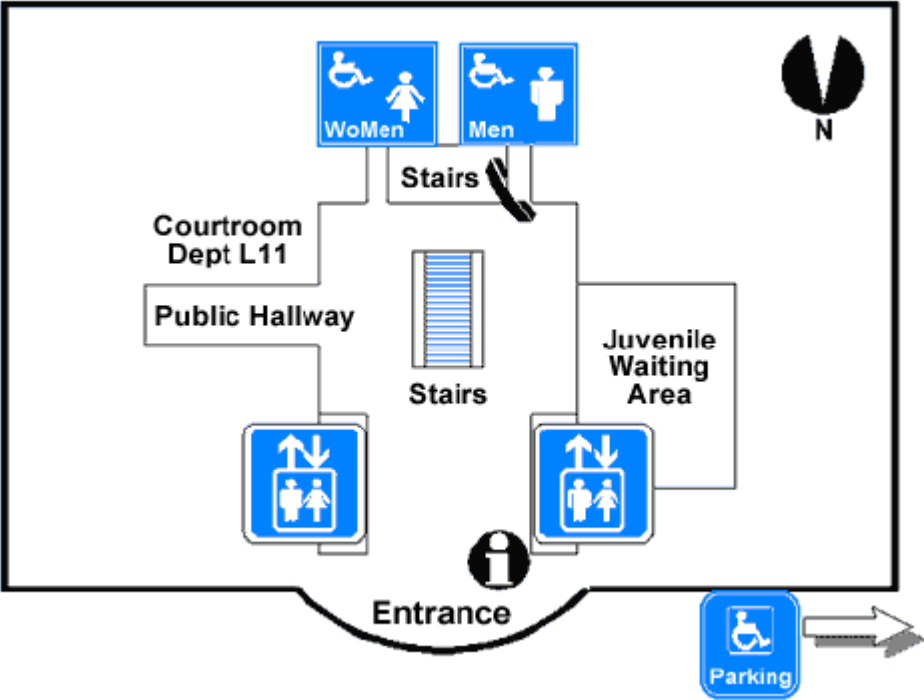 WoMen
Men
N
Stairs
Courtroom
Dept L11
Public Hallway
Juvenile
Waiting
Area
Stairs
i
Entrance
Parking